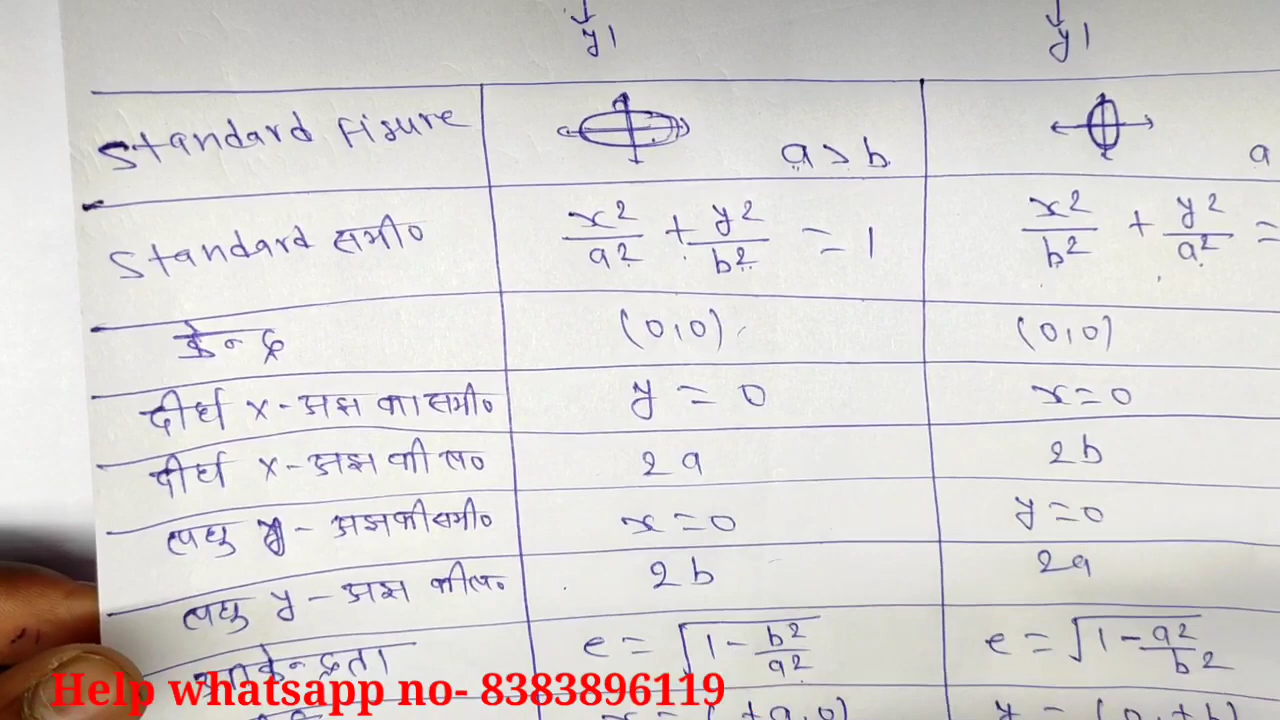 y1 y1
Standard Figure a > b a
Standard समी० x²/a² + y²/b² = 1 x²/b² + y²/a² =
केन्द्र (0,0) (0,0)
दीर्घ x-अक्ष का समी० y = 0 x=0
दीर्घ x-अक्ष की ल० 2a 2b
लघु y - अक्ष की समी० x=0 y=0
लघु y - अक्ष की ल० 2b 2a
उत्केन्द्रता e = √1 - b²/a² e = √1 - a²/b²
Help whatsapp no- 8383896119